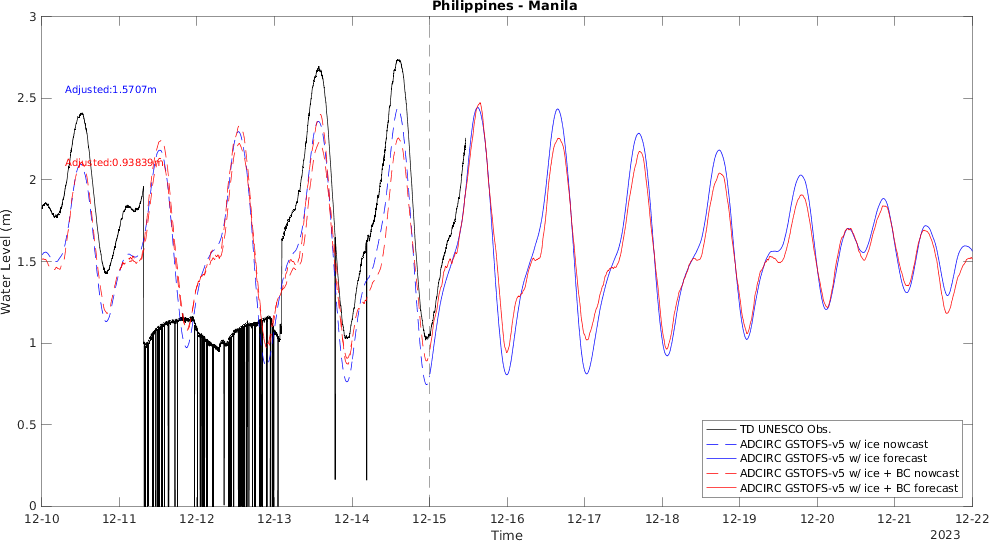 Philippines - Manila
3
2.5
2
1.5
1
0.5
0
Water Level (m)
Adjusted:1.5707m
Adjusted:0.93839m
TD UNESCO Obs.
ADCIRC GSTOFS-v5 w/ ice nowcast
ADCIRC GSTOFS-v5 w/ ice forecast
ADCIRC GSTOFS-v5 w/ ice + BC nowcast
ADCIRC GSTOFS-v5 w/ ice + BC forecast
12-10 12-11 12-12 12-13 12-14 12-15 12-16 12-17 12-18 12-19 12-20 12-21 12-22
Time
2023